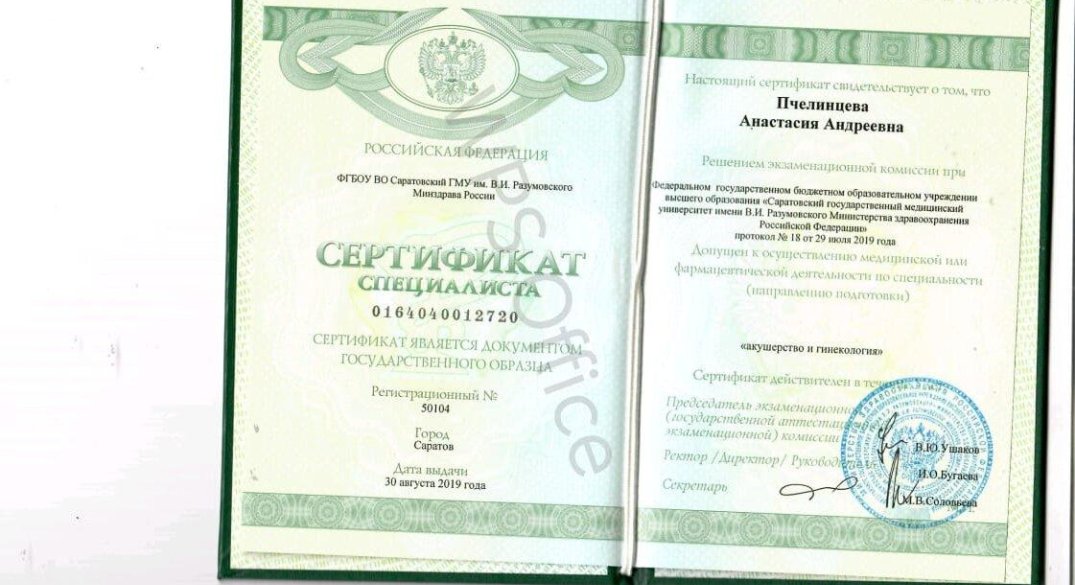 РОССИЙСКАЯ ФЕДЕРАЦИЯ
ФГБОУ ВО Саратовский ГМУ им. В.И. Разумовского
Минздрава России
СЕРТИФИКАТ
СПЕЦИАЛИСТА
0164040012720
СЕРТИФИКАТ ЯВЛЯЕТСЯ ДОКУМЕНТОМ
ГОСУДАРСТВЕННОГО ОБРАЗЦА
Регистрационный №
50104
Город
Саратов
Дата выдачи
30 августа 2019 года
Настоящий сертификат свидетельствует о том, что
Пчелинцева
Анастасия Андреевна
Решением экзаменационной комиссии при
Федеральном государственном бюджетном образовательном учреждении
высшего образования «Саратовский государственный медицинский
университет имени В.И. Разумовского Министерства здравоохранения
Российской Федерации»
протокол № 18 от 29 июля 2019 года
Допущен к осуществлению медицинской или
фармацевтической деятельности по специальности
(направлению подготовки)
«акушерство и гинекология»
Сертификат действителен в
Председатель
(государственной
экзаменационной) комиссии
В.Ю.Ушаков
Ректор /Директор/
И.О.Бугаева
Секретарь
М.В.Соловьева
WPS Office